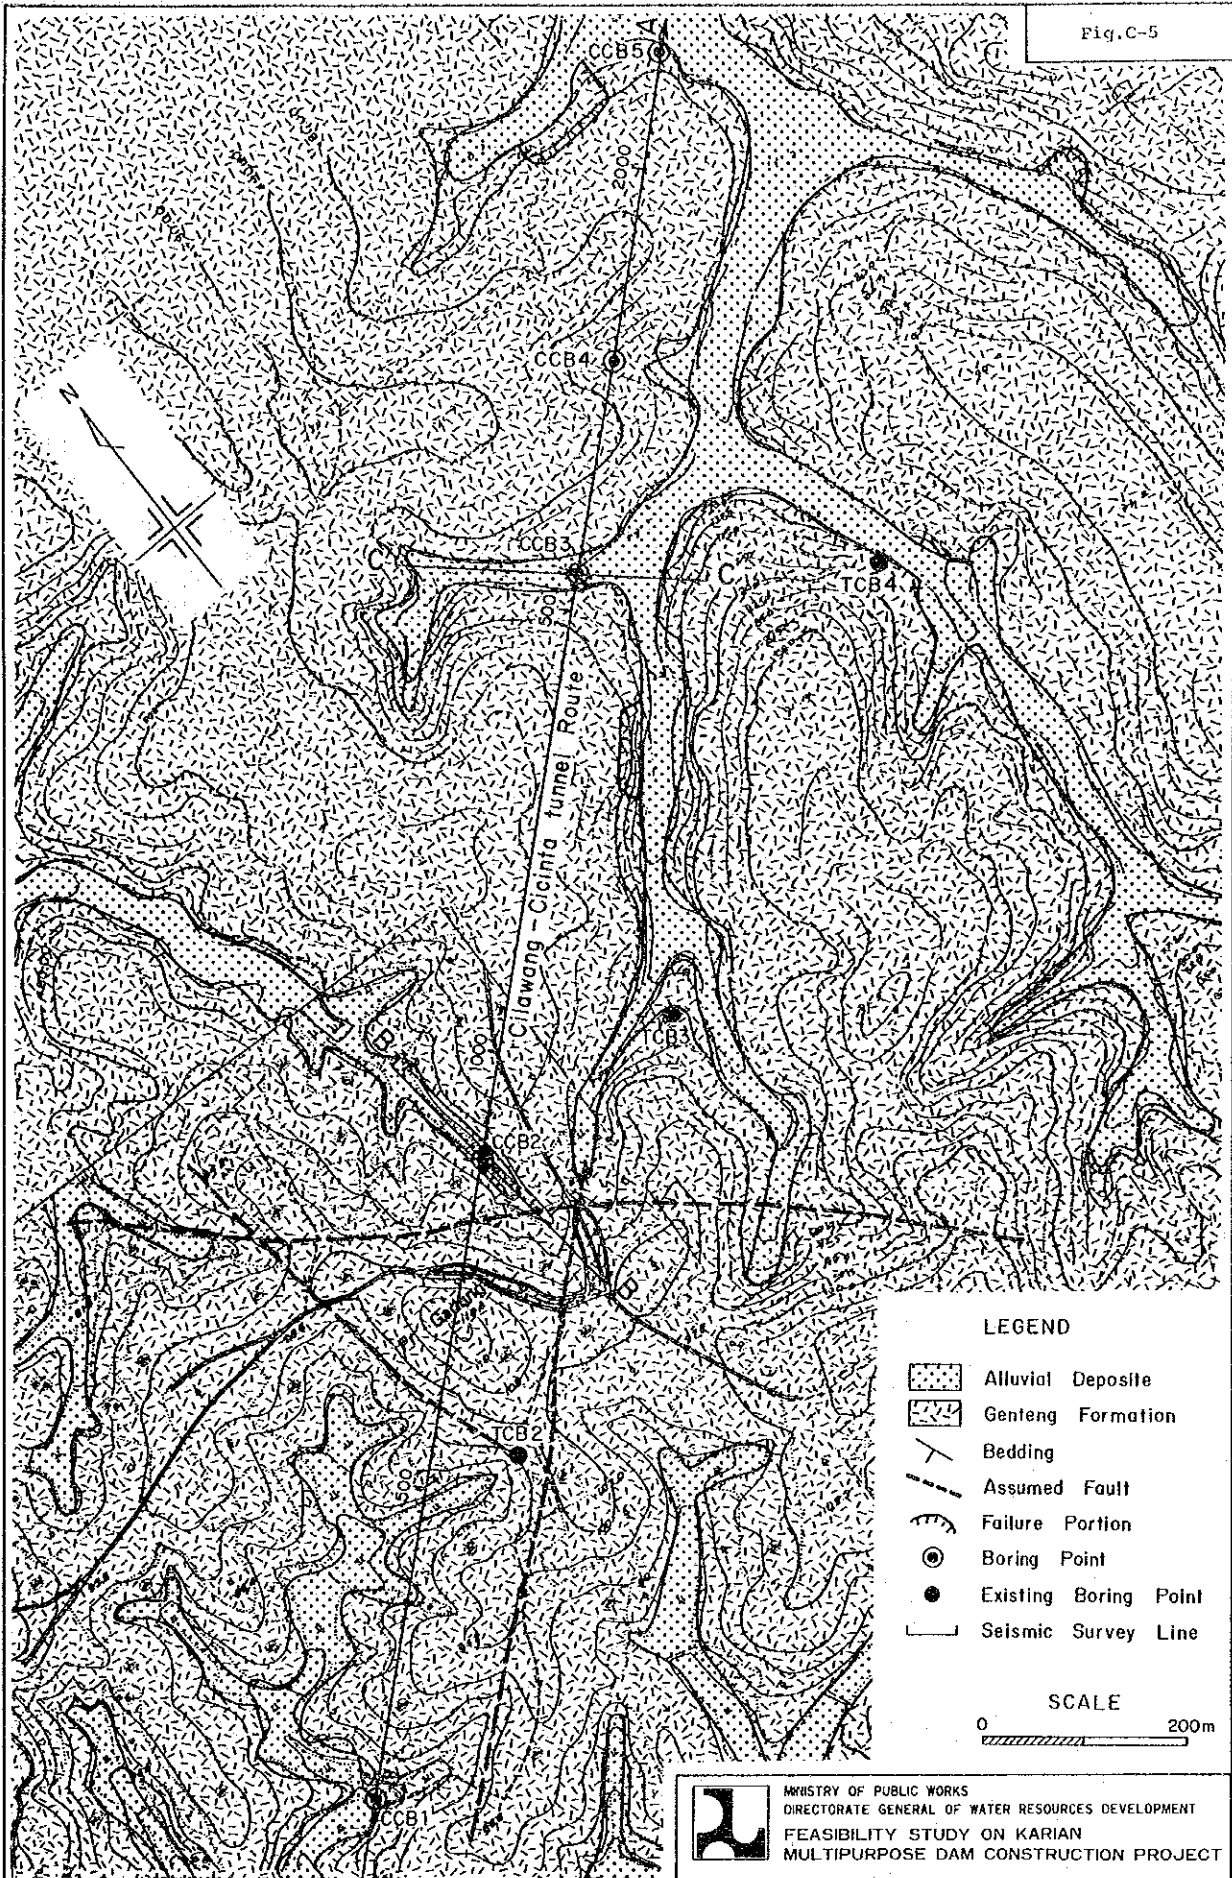 Fig.C-5
A
CCB5
2000
CCB4
N
CCB3
C
C'
1500
TCB4
Cilawang - Cicinta tunnel Route
B
1000
TCB3
CCB2
B'
Gadong
TCB2
500
CCB1
LEGEND
Alluvial Deposite
Genteng Formation
Bedding
Assumed Fault
Failure Portion
Boring Point
Existing Boring Point
Seismic Survey Line
SCALE
0 200m
MINISTRY OF PUBLIC WORKS
DIRECTORATE GENERAL OF WATER RESOURCES DEVELOPMENT
FEASIBILITY STUDY ON KARIAN
MULTIPURPOSE DAM CONSTRUCTION PROJECT